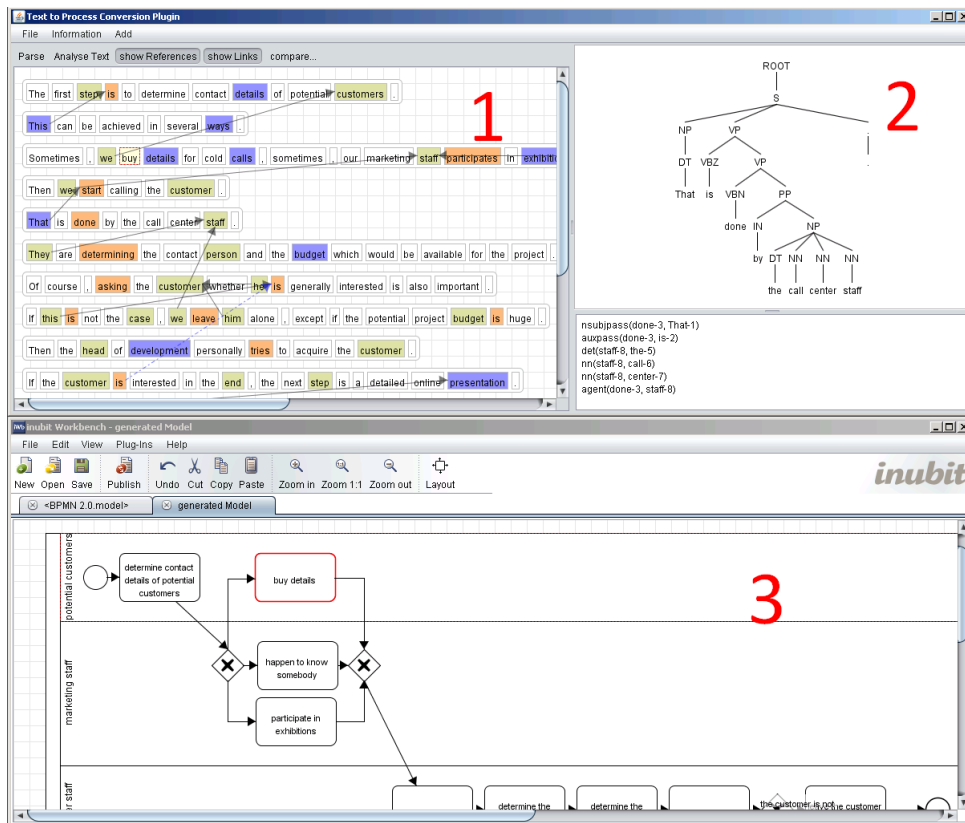 Text to Process Conversion Plugin
File Information Add
Parse Analyse Text show References show Links compare...
The first step is to determine contact details of potential customers .
This can be achieved in several ways .
Sometimes , we buy details for cold calls , sometimes , our marketing staff participates in exhibitio
Then we start calling the customer .
That is done by the call center staff .
They are determining the contact person and the budget which would be available for the project .
Of course , asking the customer whether he is generally interested is also important .
If this is not the case , we leave him alone , except if the potential project budget is huge .
Then the head of development personally tries to acquire the customer .
If the customer is interested in the end , the next step is a detailed online presentation .
1
ROOT
S
NP VP .
DT VBZ VP .
That is VBN PP
done IN NP
by DT NN NN NN
the call center staff
2
nsubjpass(done-3, That-1)
auxpass(done-3, is-2)
det(staff-8, the-5)
nn(staff-8, call-6)
nn(staff-8, center-7)
agent(done-3, staff-8)
inubit Workbench - generated Model
File Edit View Plug-Ins Help
New Open Save Publish Undo Cut Copy Paste Zoom in Zoom 1:1 Zoom out Layout
inubit
<BPMN 2.0.model> generated Model
potential customers
determine contact
details of potential
customers
buy details
3
marketing staff
happen to know
somebody
participate in
exhibitions
er staff
determine the
determine the
the customer is not
the customer